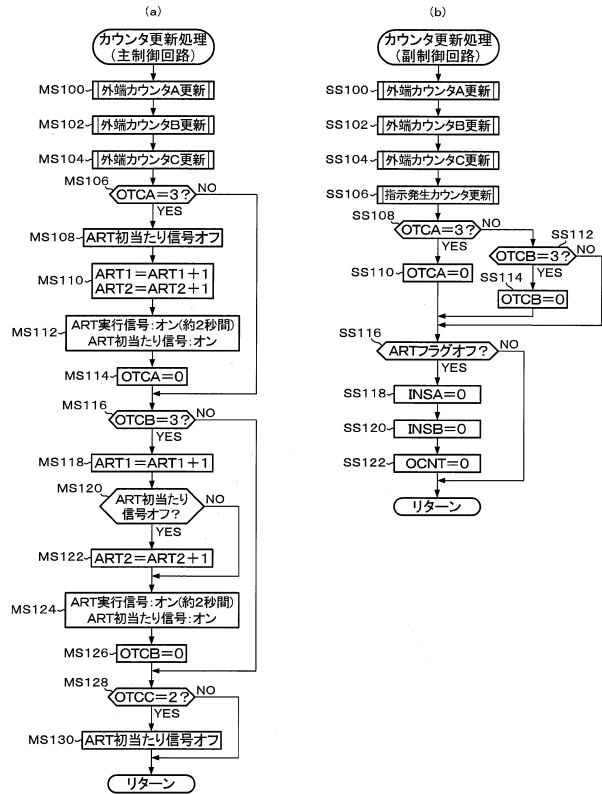 (a)
カウンタ更新処理
(主制御回路)
MS100
外端カウンタA更新
MS102
外端カウンタB更新
MS104
外端カウンタC更新
MS106
OTCA=3?
NO
YES
MS108
ART初当たり信号オフ
MS110
ART1=ART1+1
ART2=ART2+1
MS112
ART実行信号:オン(約2秒間)
ART初当たり信号:オン
MS114
OTCA=0
MS116
OTCB=3?
NO
YES
MS118
ART1=ART1+1
MS120
ART初当たり
信号オフ?
NO
YES
MS122
ART2=ART2+1
MS124
ART実行信号:オン(約2秒間)
ART初当たり信号:オン
MS126
OTCB=0
MS128
OTCC=2?
NO
YES
MS130
ART初当たり信号オフ
リターン
(b)
カウンタ更新処理
(副制御回路)
SS100
外端カウンタA更新
SS102
外端カウンタB更新
SS104
外端カウンタC更新
SS106
指示発生カウンタ更新
SS108
OTCA=3?
NO
YES
SS110
OTCA=0
SS112
OTCB=3?
NO
YES
SS114
OTCB=0
SS116
ARTフラグオフ?
NO
YES
SS118
INSA=0
SS120
INSB=0
SS122
OCNT=0
リターン